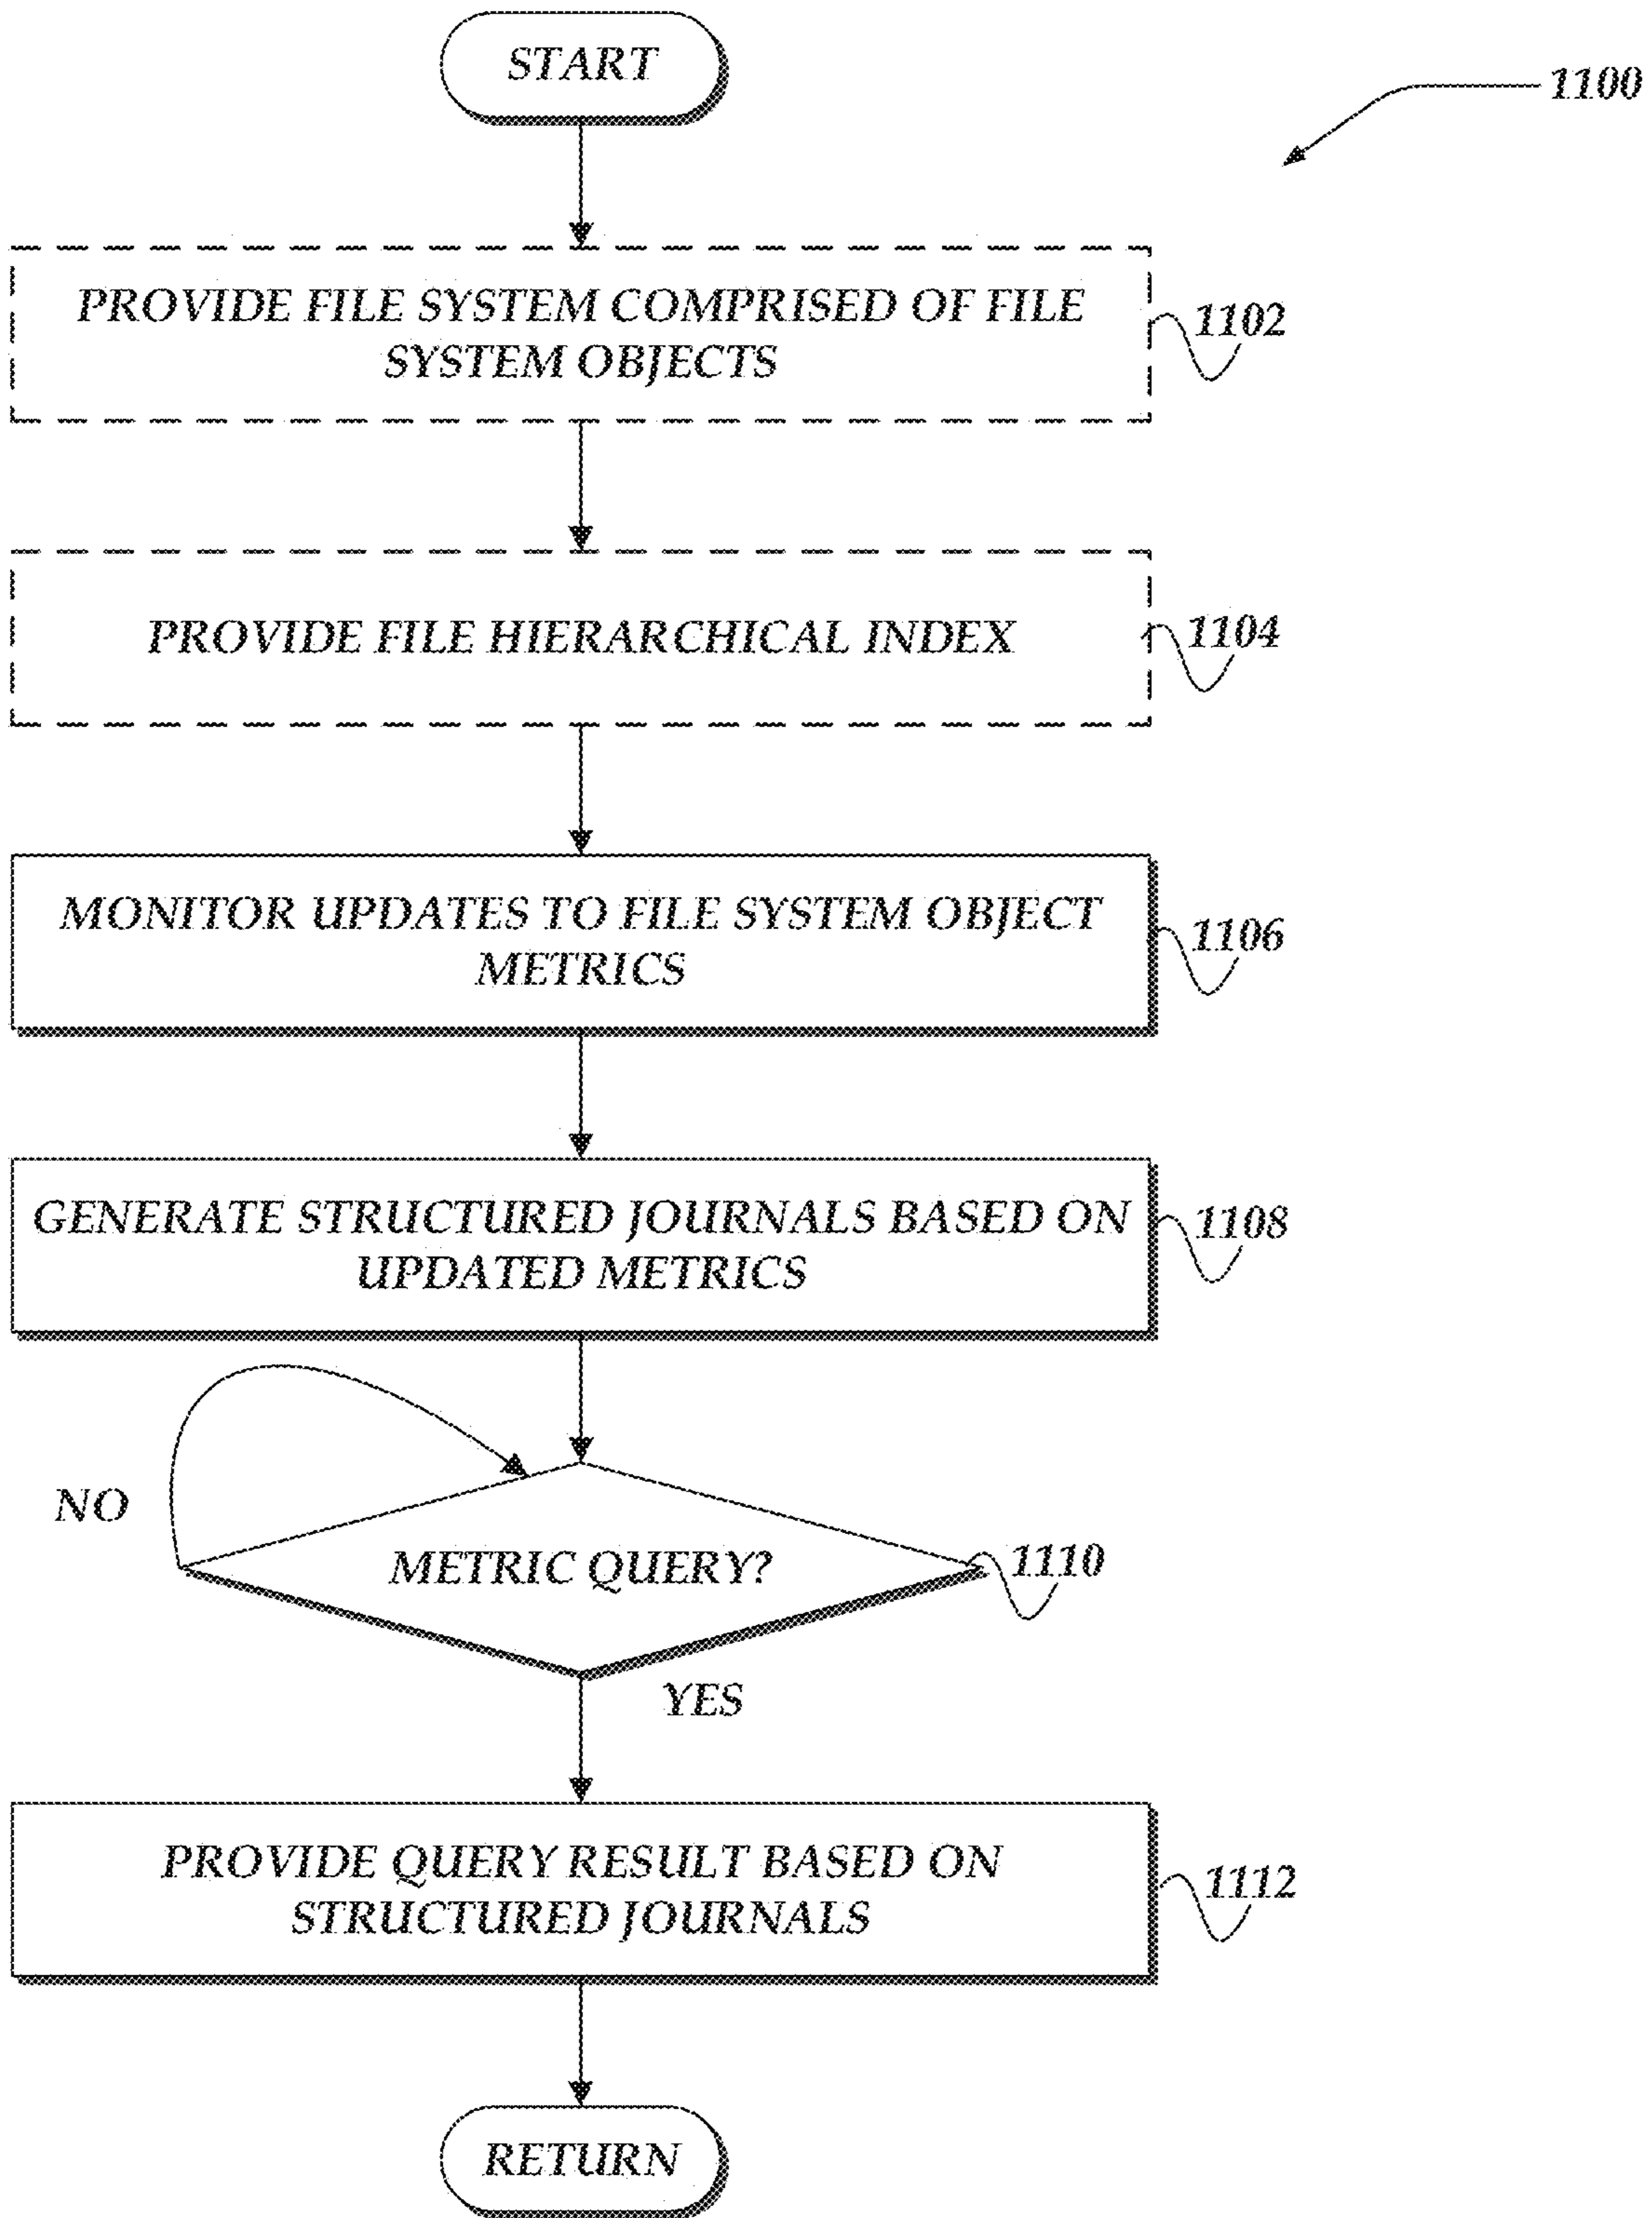 START
1100
PROVIDE FILE SYSTEM COMPRISED OF FILE
SYSTEM OBJECTS
1102
PROVIDE FILE HIERARCHICAL INDEX
1104
MONITOR UPDATES TO FILE SYSTEM OBJECT
METRICS
1106
GENERATE STRUCTURED JOURNALS BASED ON
UPDATED METRICS
1108
NO
METRIC QUERY?
1110
YES
PROVIDE QUERY RESULT BASED ON
STRUCTURED JOURNALS
1112
RETURN